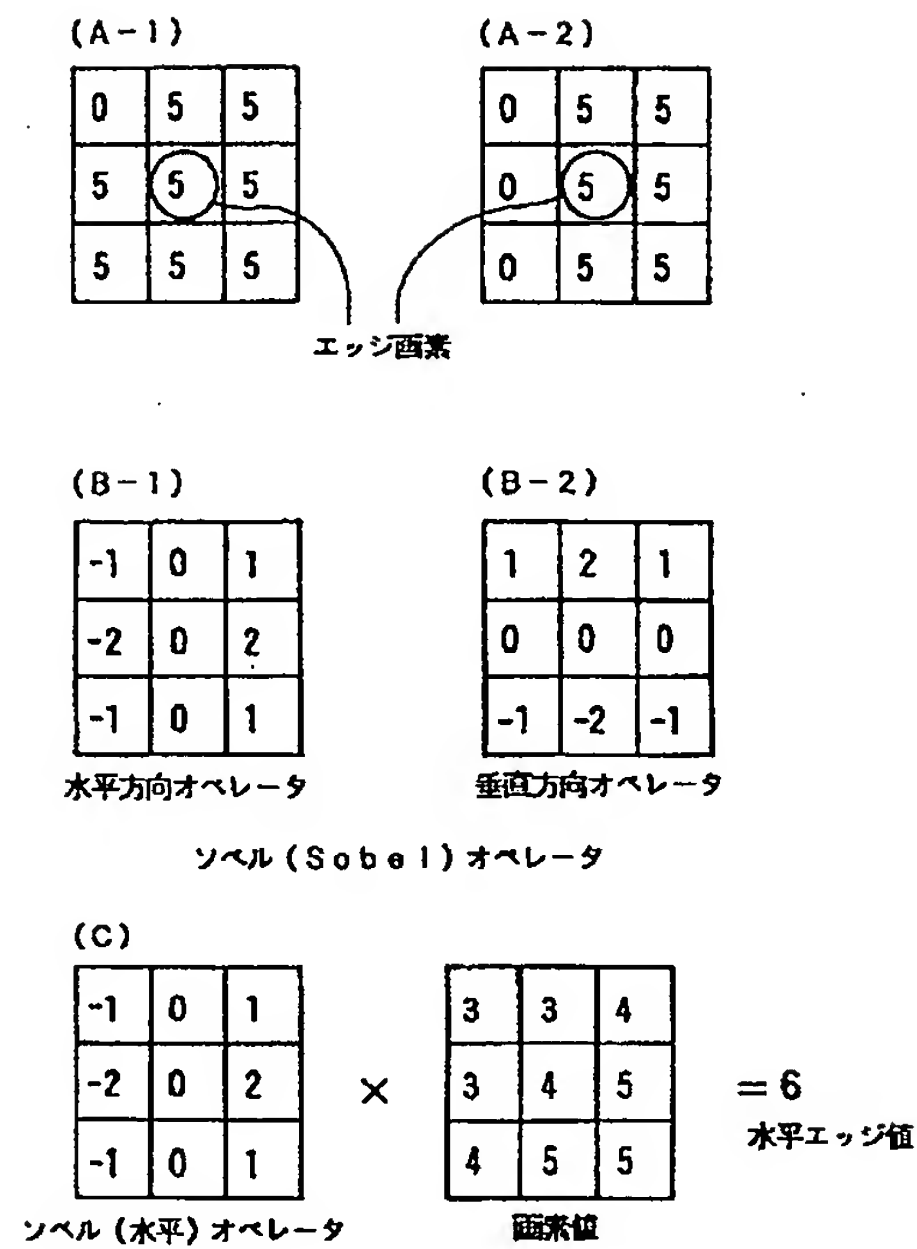 (A-1) (A-2)
0 5 5 0 5 5
5 5 5 0 5 5
5 5 5 0 5 5
エッジ画素
(B-1) (B-2)
-1 0 1 1 2 1
-2 0 2 0 0 0
-1 0 1 -1 -2 -1
水平方向オペレータ 垂直方向オペレータ
ソベル(Sobel)オペレータ
(C)
-1 0 1 3 3 4
-2 0 2 × 3 4 5 =6
水平エッジ値
-1 0 1 4 5 5
ソベル(水平)オペレータ 画素値